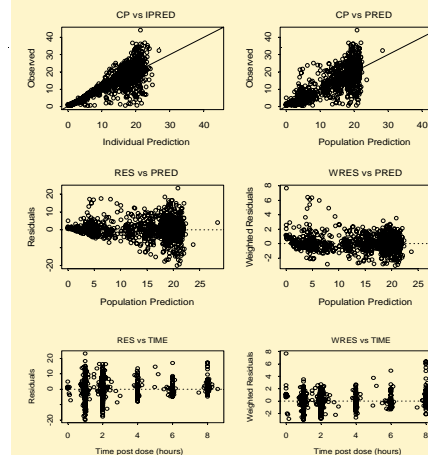 CP vs IPRED
Observed
0 10 20 30 40
0 10 20 30 40
Individual Prediction
CP vs PRED
Observed
0 10 20 30 40
0 10 20 30 40
Population Prediction
RES vs PRED
Residuals
-20 0 10 20
0 5 10 15 20 25
Population Prediction
WRES vs PRED
Weighted Residuals
-2 0 2 4 6 8
0 5 10 15 20 25
Population Prediction
RES vs TIME
Residuals
-20 0 10 20
0 2 4 6 8
Time post dose (hours)
WRES vs TIME
Weighted Residuals
-2 0 2 4 6 8
0 2 4 6 8
Time post dose (hours)